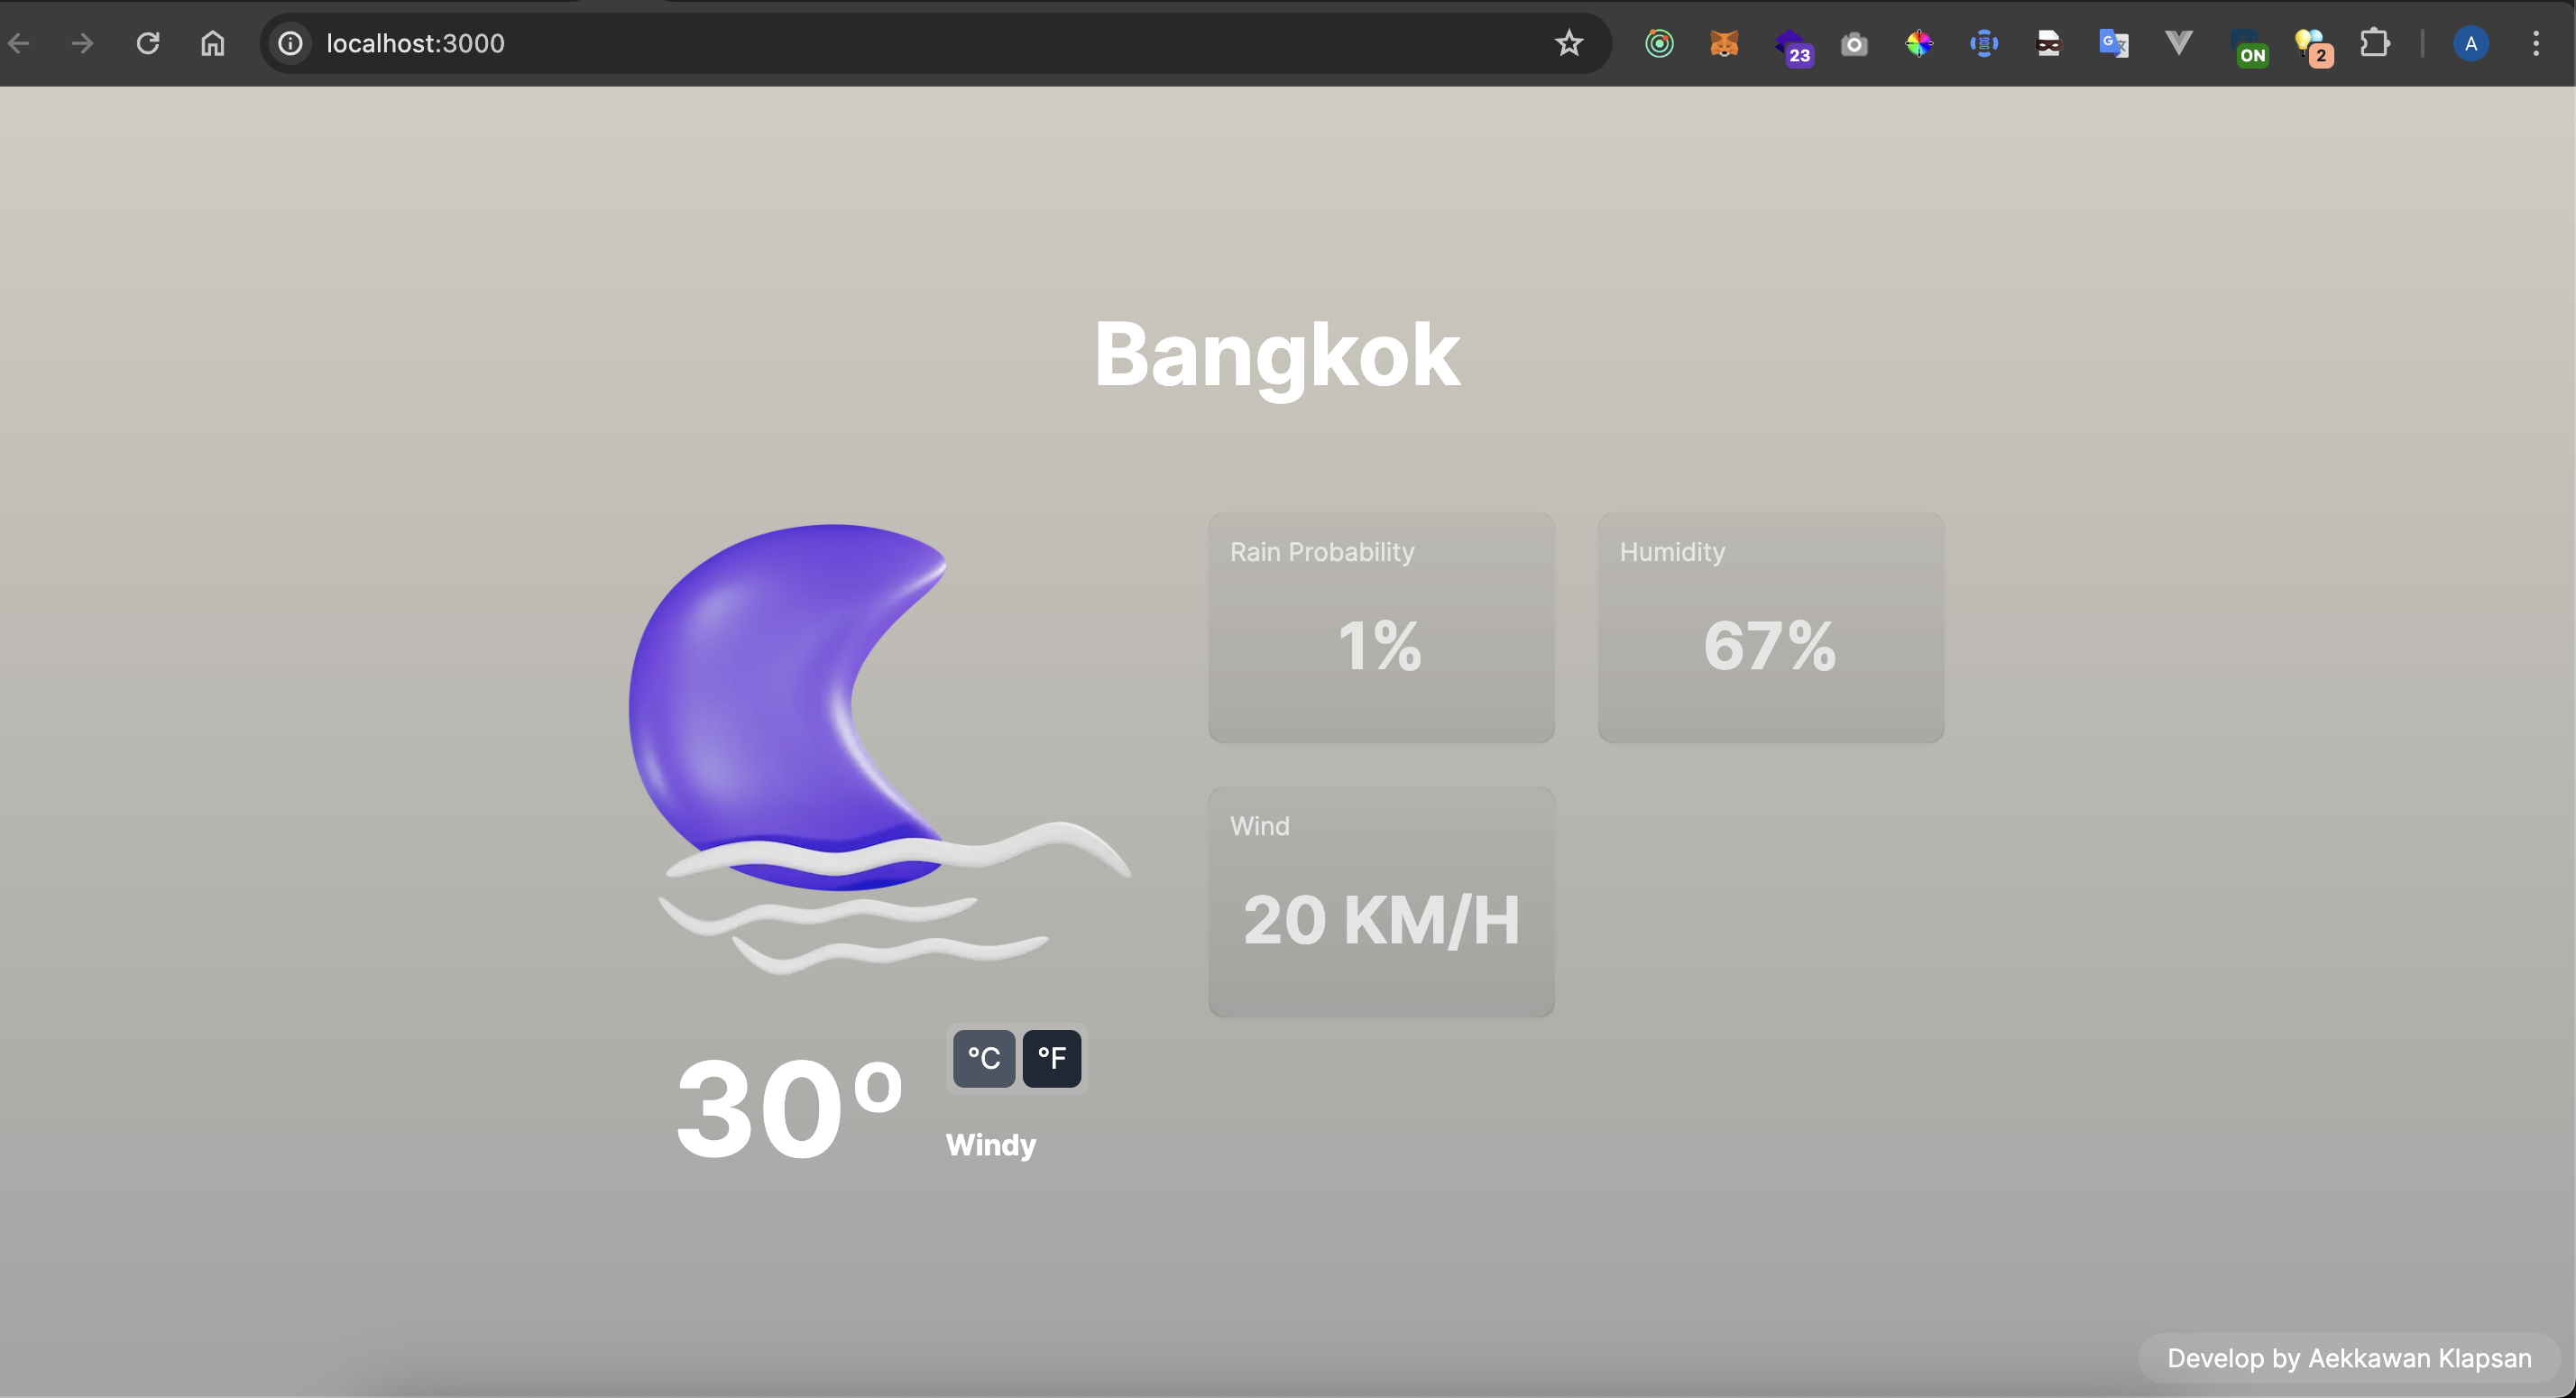 localhost:3000
23
ON
2
A
Bangkok
Rain Probability
1%
Humidity
67%
Wind
20 KM/H
30°
°C
°F
Windy
Develop by Aekkawan Klapsan